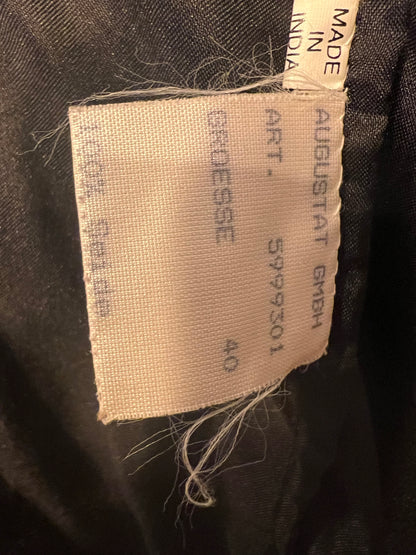 MADE
IN
INDIA
AUGUSTAT GMBH
ART. 5999301
GROESSE 40
100% Seide